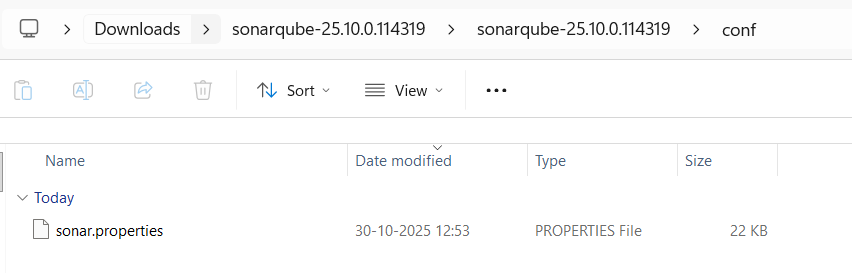 Downloads > sonarqube-25.10.0.114319 > sonarqube-25.10.0.114319 > conf
Sort View
Name Date modified Type Size
Today
sonar.properties 30-10-2025 12:53 PROPERTIES File 22 KB